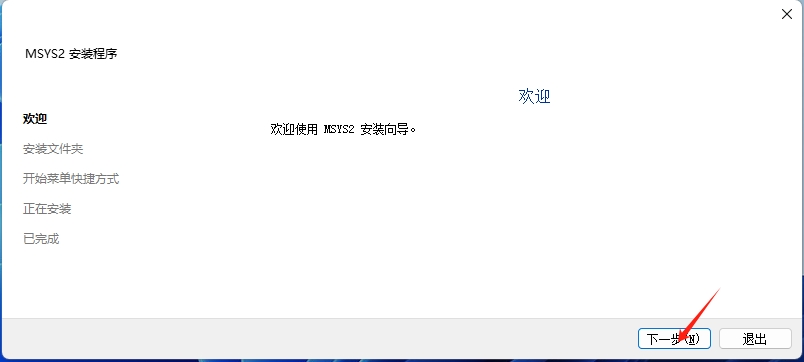 MSYS2 安装程序
欢迎
欢迎使用 MSYS2 安装向导。
欢迎
安装文件夹
开始菜单快捷方式
正在安装
已完成
下一步(N)
退出